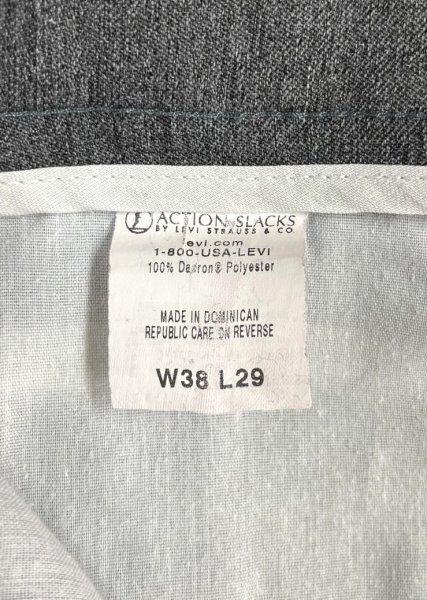 ACTION SLACKS
BY LEVI STRAUSS & CO
levi.com
1-800-USA-LEVI
100% Dacron® Polyester
MADE IN DOMINICAN
REPUBLIC CARE ON REVERSE
W38 L29